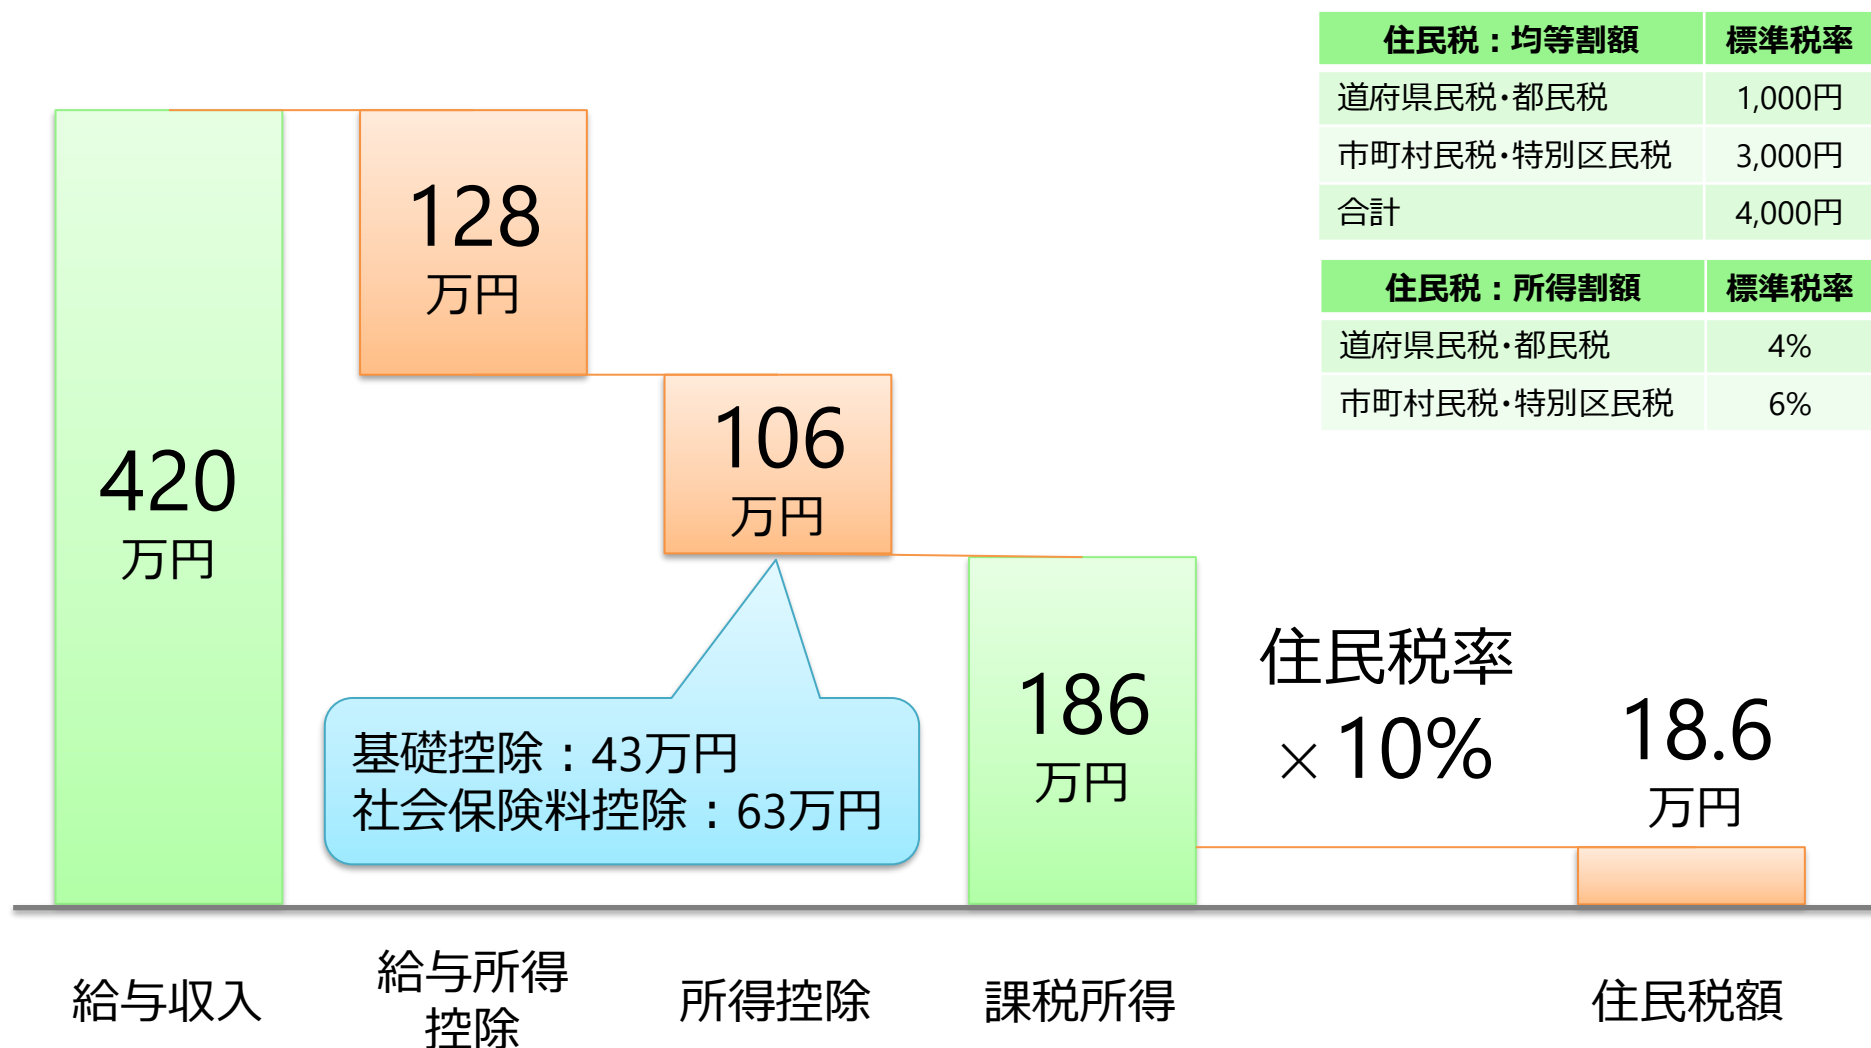 住民税：均等割額 標準税率
道府県民税･都民税 1,000円
市町村民税･特別区民税 3,000円
合計 4,000円
住民税：所得割額 標準税率
道府県民税･都民税 4%
市町村民税･特別区民税 6%
420
万円
128
万円
106
万円
基礎控除：43万円
社会保険料控除：63万円
186
万円
住民税率
×10%
18.6
万円
給与収入
給与所得
控除
所得控除
課税所得
住民税額